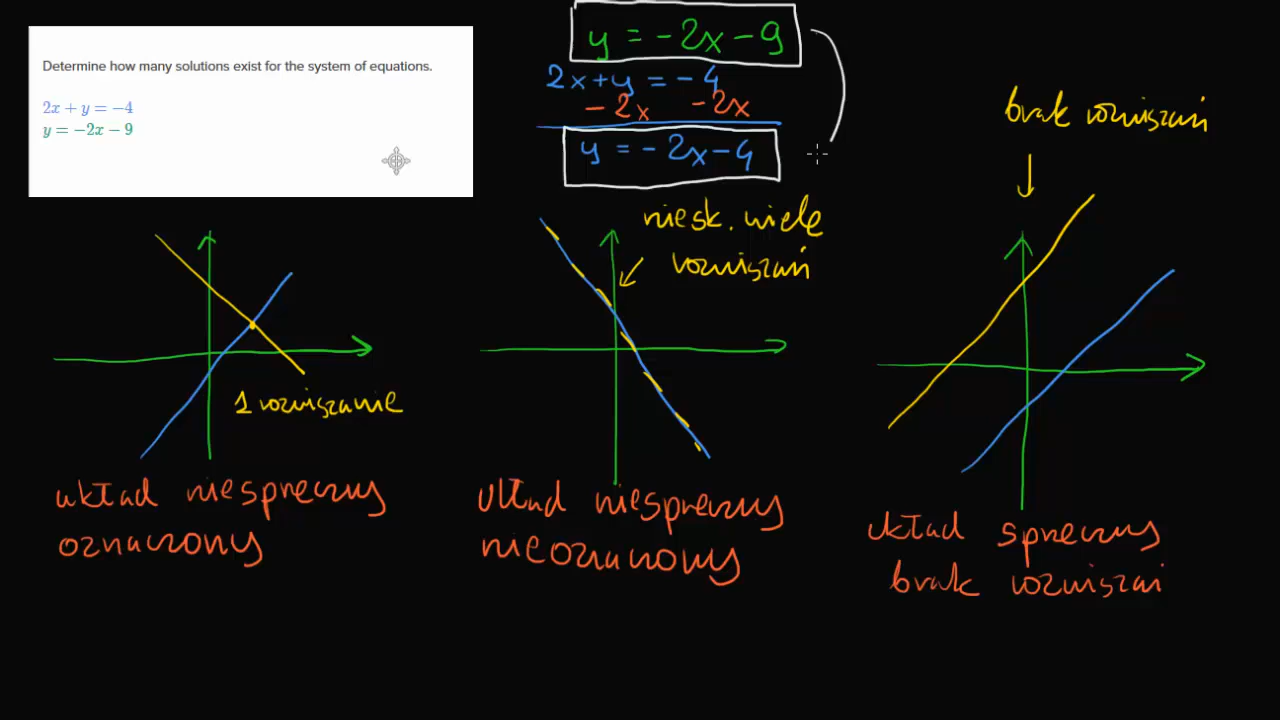 Determine how many solutions exist for the system of equations.
2x + y = −4
y = −2x − 9
y = -2x - 9
2x+y = -4
-2x -2x
y = -2x-4
brak rozwiązań
niesk. wiele
rozwiązań
1 rozwiązanie
układ niesprzeczny
oznaczony
układ niesprzeczny
nieoznaczony
układ sprzeczny
brak rozwiązań